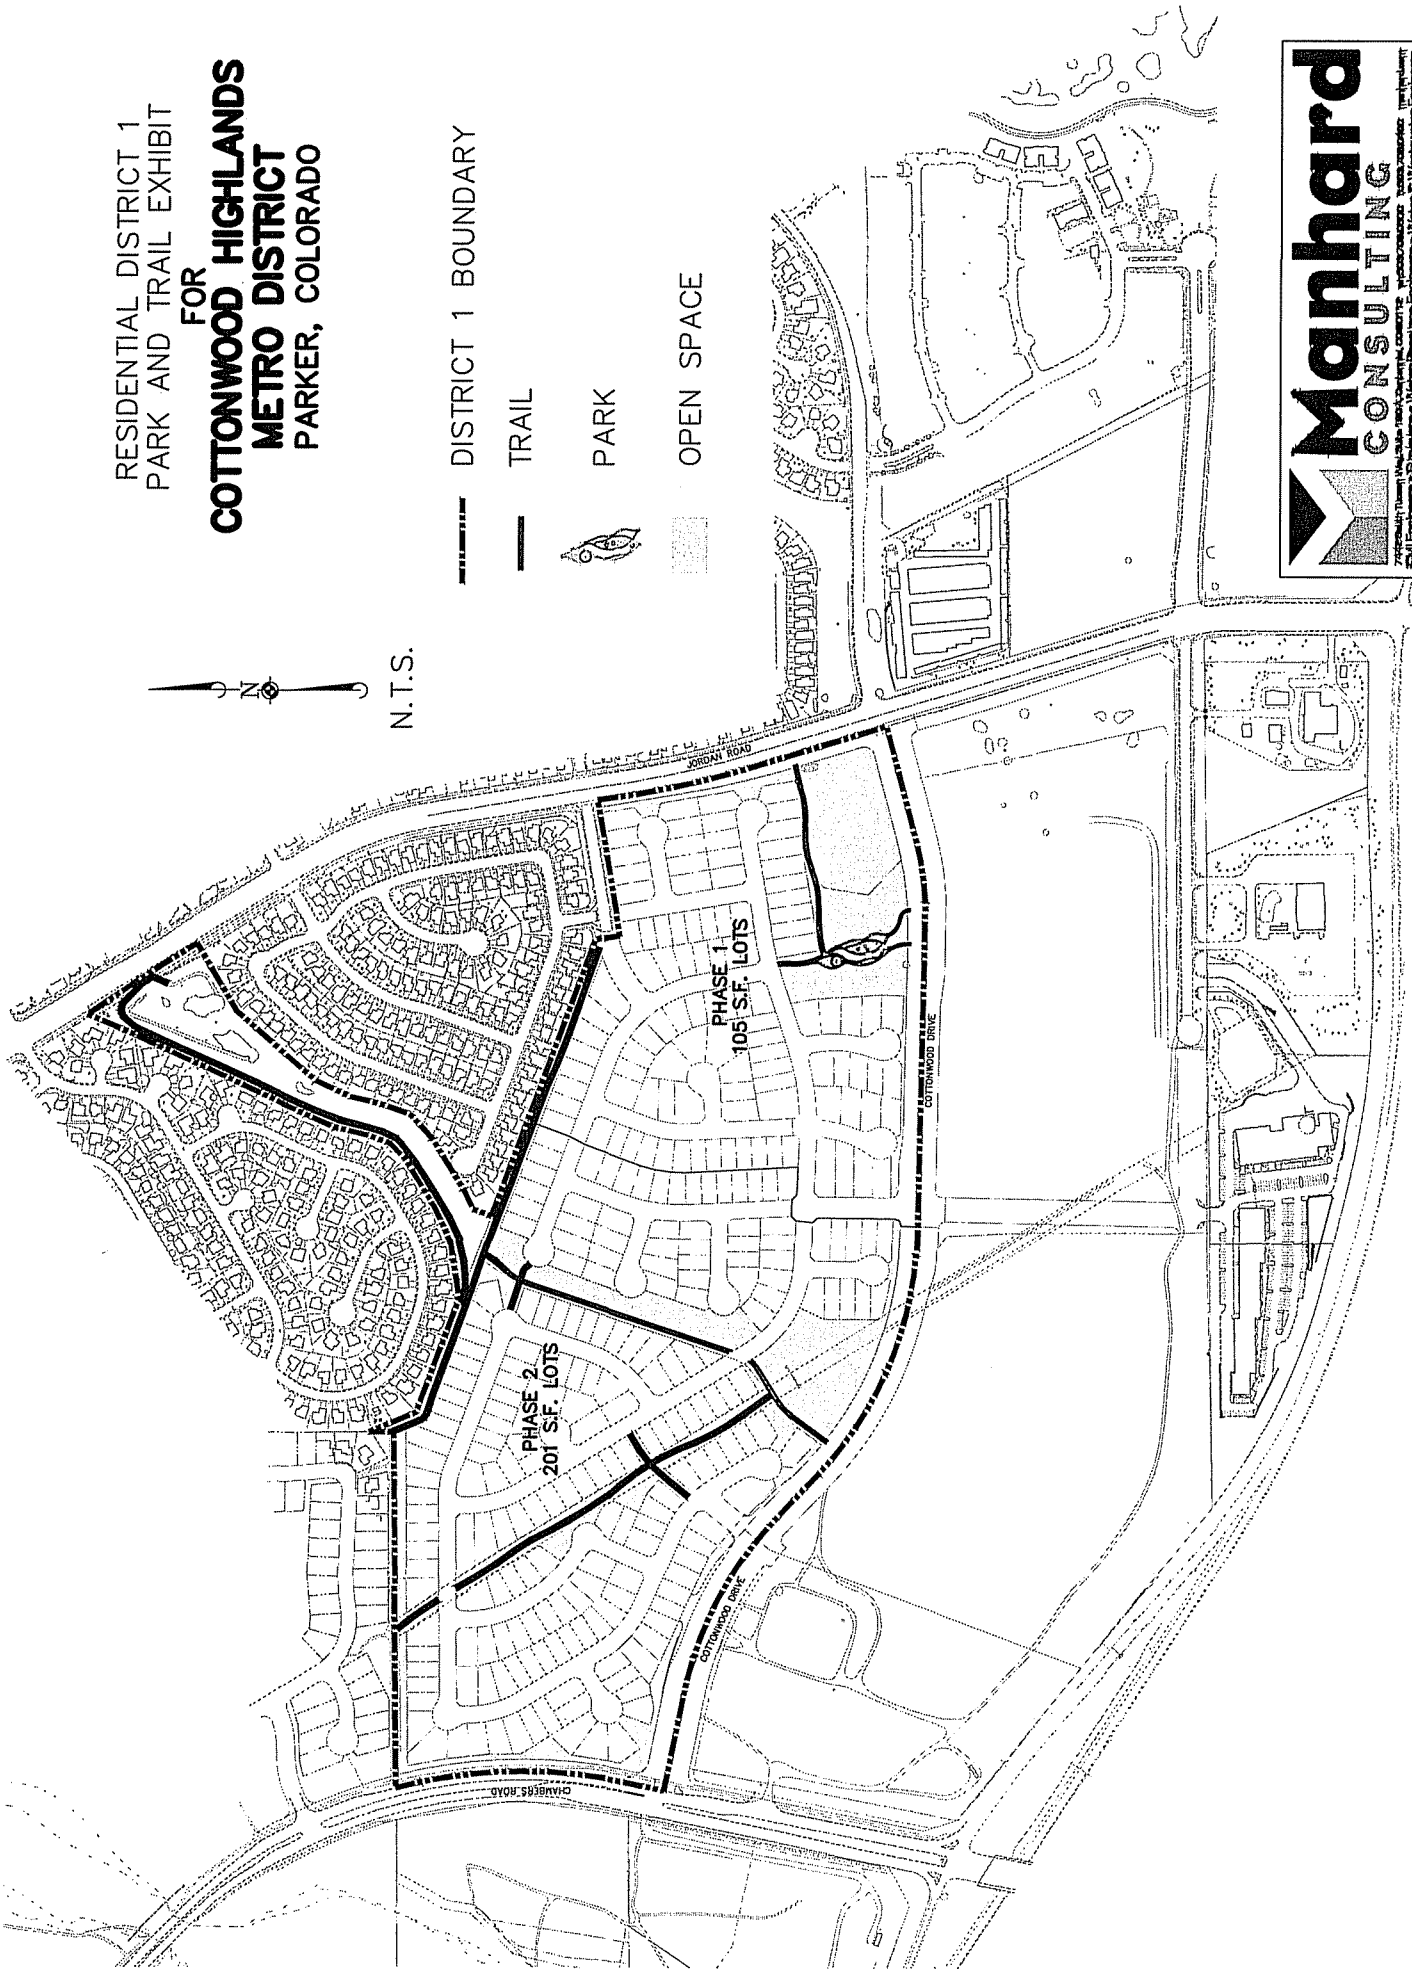 RESIDENTIAL DISTRICT 1
PARK AND TRAIL EXHIBIT
FOR
COTTONWOOD HIGHLANDS
METRO DISTRICT
PARKER, COLORADO
N
N.T.S.
DISTRICT 1 BOUNDARY
TRAIL
PARK
OPEN SPACE
JORDAN ROAD
PHASE 1
105 S.F. LOTS
COTTONWOOD DRIVE
PHASE 2
201 S.F. LOTS
COTTONWOOD DRIVE
CHAMBERS ROAD
Manhard
CONSULTING